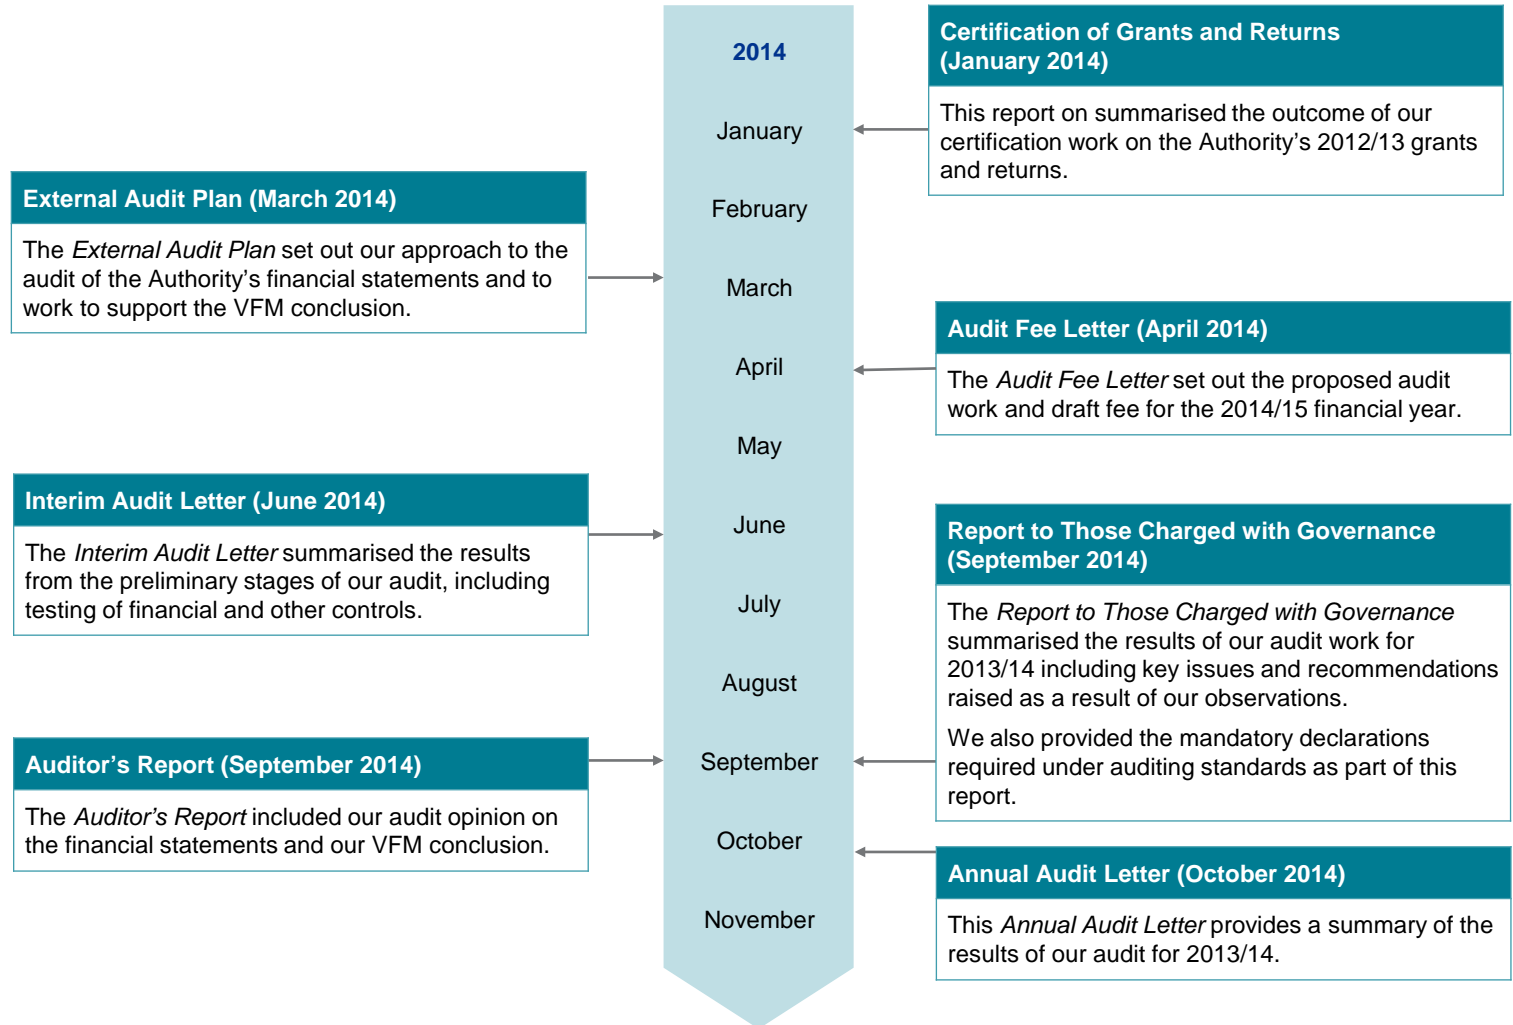 2014
January
February
March
April
May
June
July
August
September
October
November
Certification of Grants and Returns
(January 2014)
This report on summarised the outcome of our
certification work on the Authority’s 2012/13 grants
and returns.
External Audit Plan (March 2014)
The External Audit Plan set out our approach to the
audit of the Authority’s financial statements and to
work to support the VFM conclusion.
Audit Fee Letter (April 2014)
The Audit Fee Letter set out the proposed audit
work and draft fee for the 2014/15 financial year.
Interim Audit Letter (June 2014)
The Interim Audit Letter summarised the results
from the preliminary stages of our audit, including
testing of financial and other controls.
Report to Those Charged with Governance
(September 2014)
The Report to Those Charged with Governance
summarised the results of our audit work for
2013/14 including key issues and recommendations
raised as a result of our observations.
We also provided the mandatory declarations
required under auditing standards as part of this
report.
Auditor’s Report (September 2014)
The Auditor’s Report included our audit opinion on
the financial statements and our VFM conclusion.
Annual Audit Letter (October 2014)
This Annual Audit Letter provides a summary of the
results of our audit for 2013/14.